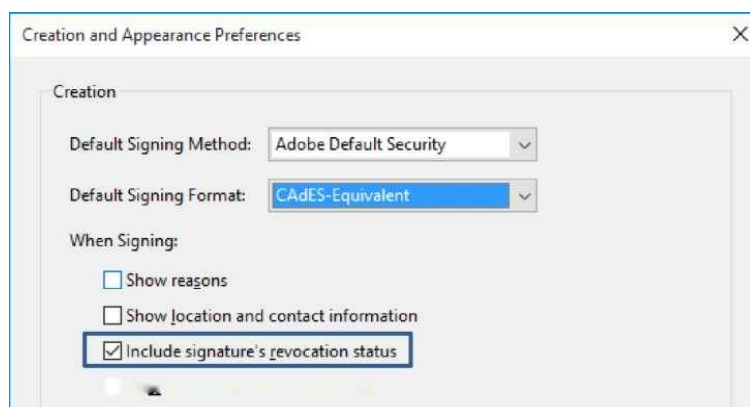 Creation and Appearance Preferences
Creation
Default Signing Method: Adobe Default Security
Default Signing Format: CAdES-Equivalent
When Signing:
Show reasons
Show location and contact information
Include signature's revocation status